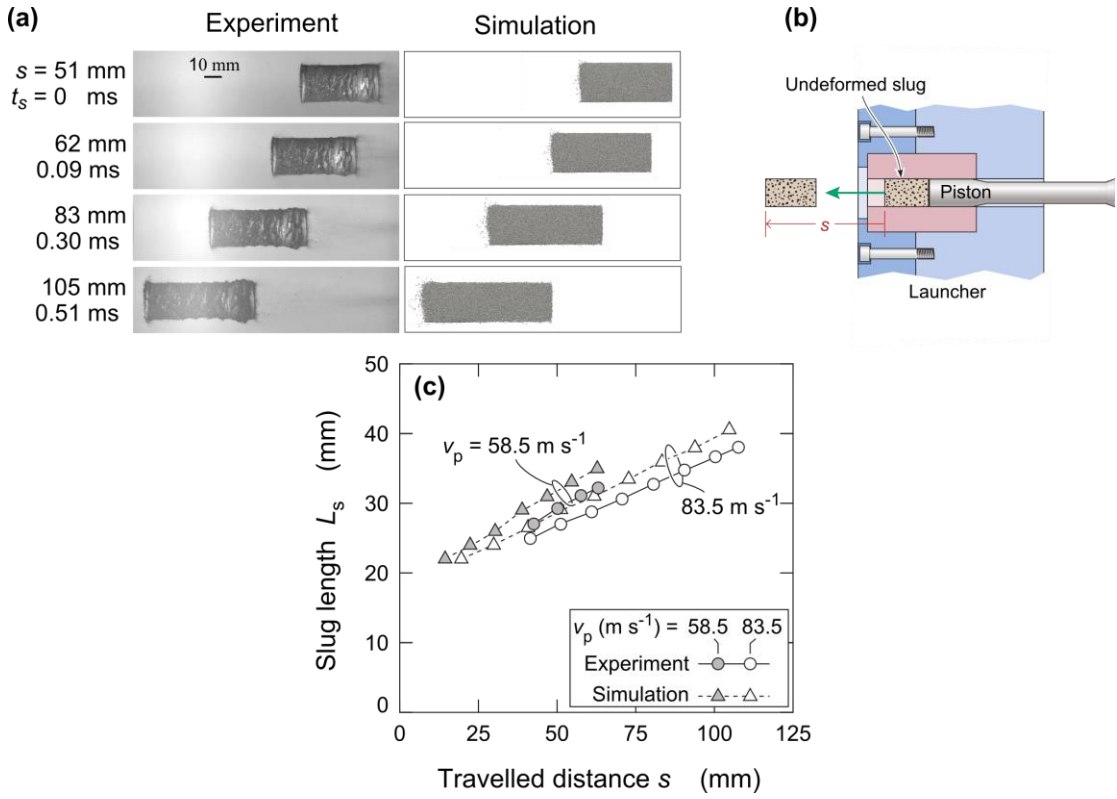 (a)
Experiment
Simulation
s = 51 mm
t_s = 0 ms
10 mm
62 mm
0.09 ms
83 mm
0.30 ms
105 mm
0.51 ms
(b)
Undeformed slug
Piston
s
Launcher
(c)
50
40
30
20
10
0
Slug length L_s (mm)
v_p = 58.5 m s⁻¹
83.5 m s⁻¹
v_p (m s⁻¹) = 58.5 83.5
Experiment
Simulation
0 25 50 75 100 125
Travelled distance s (mm)